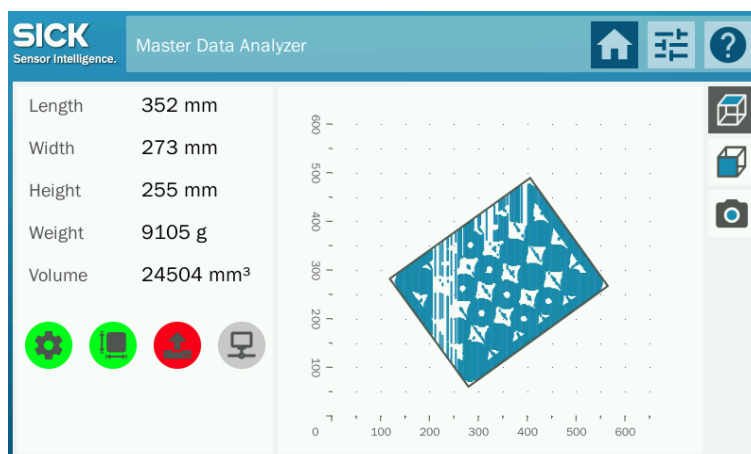 SICK
Sensor Intelligence.
Master Data Analyzer
?
Length 352 mm
Width 273 mm
Height 255 mm
Weight 9105 g
Volume 24504 mm³
600
500
400
300
200
100
0 100 200 300 400 500 600